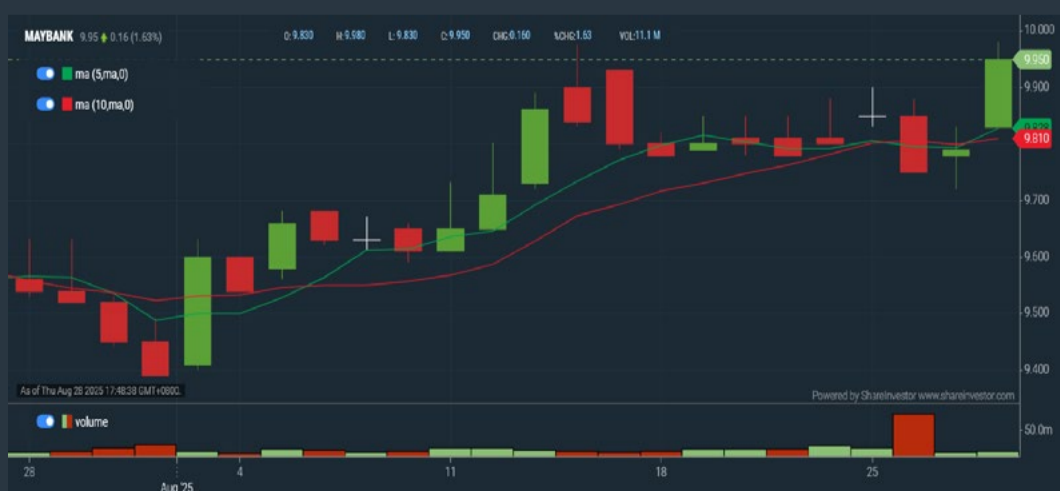 MAYBANK 9.95 0.16 (1.63%) O:9.830 H:9.980 L:9.830 C:9.950 CHG:0.160 %CHG:1.63 VOL:11.1 M
10.000
9.950
ma (5,ma,0)
9.900
ma (10,ma,0)
9.828
9.810
9.700
9.600
9.500
9.400
As of Thu Aug 28 2025 17:48:38 GMT+0800.
Powered by ShareInvestor www.shareinvestor.com
volume
50.0m
28 4 11 18 25
Aug '25